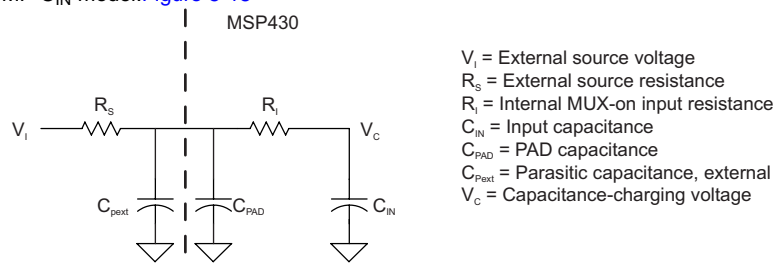 MSP430
V_I = External source voltage
R_S = External source resistance
R_I = Internal MUX-on input resistance
C_IN = Input capacitance
C_PAD = PAD capacitance
C_Pext = Parasitic capacitance, external
V_C = Capacitance-charging voltage
R_S
R_I
V_I
V_C
C_pext
C_PAD
C_IN